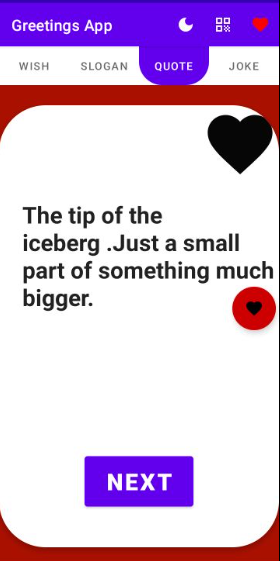 Greetings App
WISH SLOGAN QUOTE JOKE
The tip of the
iceberg .Just a small
part of something much
bigger.
NEXT